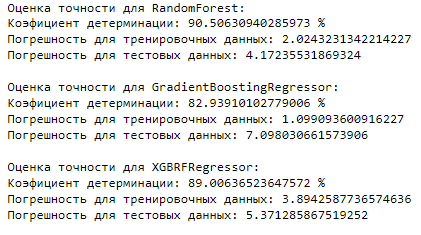 Оценка точности для RandomForest:
Коэфициент детерминации: 90.50630940285973 %
Погрешность для тренировочных данных: 2.0243231342214227
Погрешность для тестовых данных: 4.17235531869324
Оценка точности для GradientBoostingRegressor:
Коэфициент детерминации: 82.93910102779006 %
Погрешность для тренировочных данных: 1.099093600916227
Погрешность для тестовых данных: 7.098030661573906
Оценка точности для XGBRFRegressor:
Коэфициент детерминации: 89.00636523647572 %
Погрешность для тренировочных данных: 3.8942587736574636
Погрешность для тестовых данных: 5.371285867519252